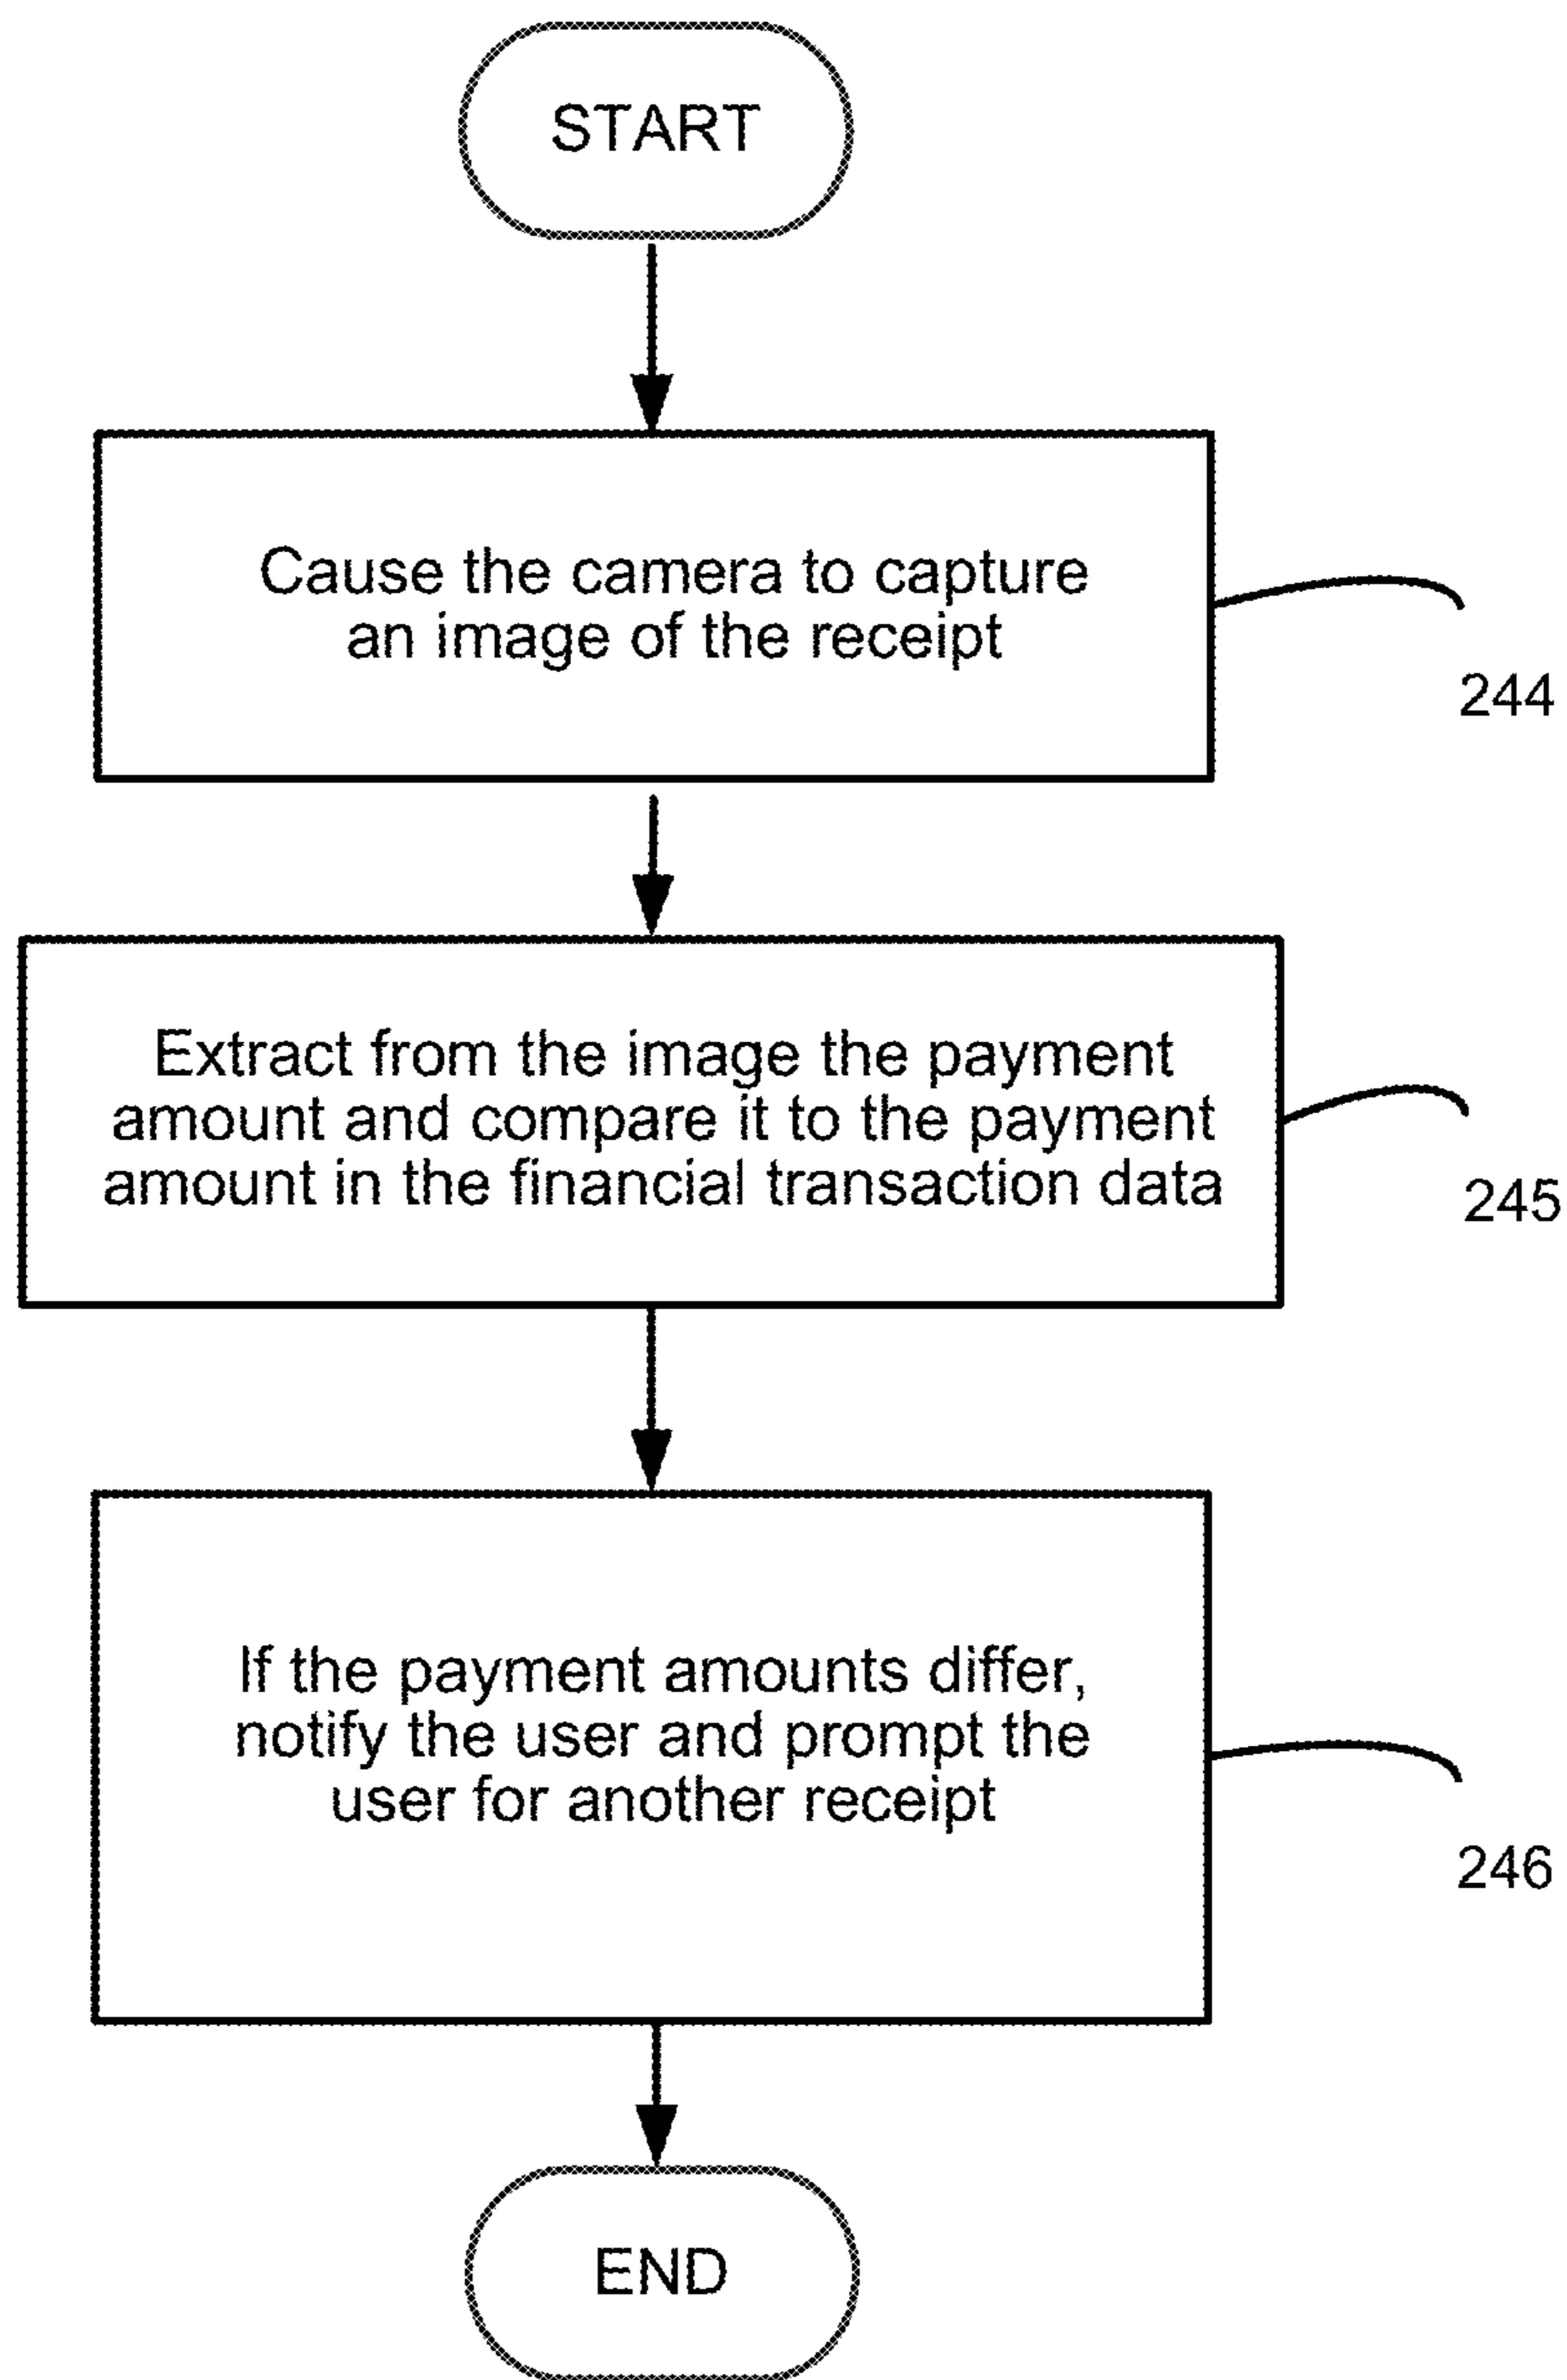 START
Cause the camera to capture
an image of the receipt
244
Extract from the image the payment
amount and compare it to the payment
amount in the financial transaction data
245
If the payment amounts differ,
notify the user and prompt the
user for another receipt
246
END